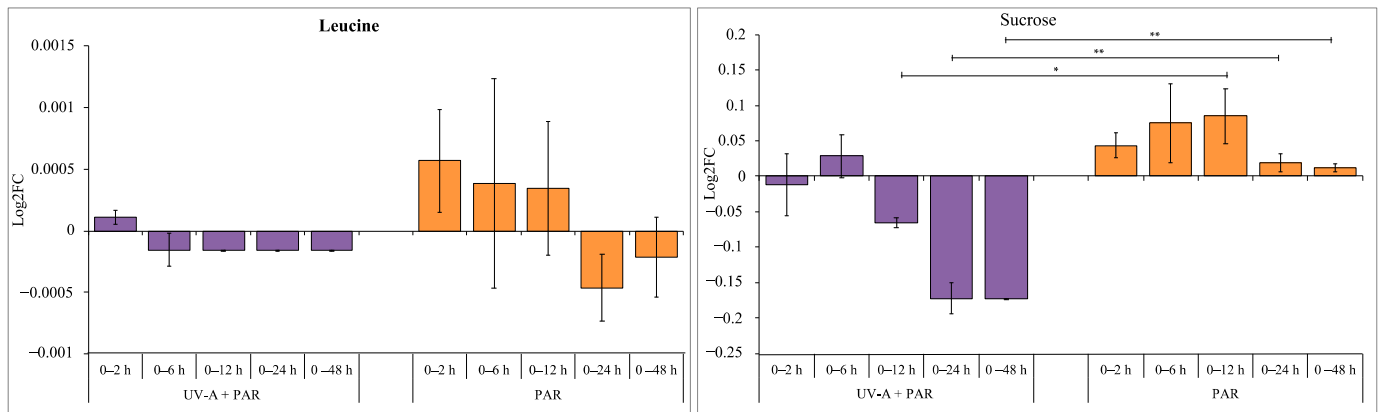 Leucine
0.0015
0.001
0.0005
0
−0.0005
−0.001
Log2FC
0–2 h 0–6 h 0–12 h 0–24 h 0 –48h 0–2 h 0–6 h 0–12 h 0–24 h 0 –48 h
UV-A + PAR PAR
Sucrose
0.2
0.15
0.1
0.05
0
−0.05
−0.1
−0.15
−0.2
−0.25
Log2FC
**
**
*
0–2 h 0–6 h 0–12 h 0–24 h 0 –48h 0–2 h 0–6 h 0–12 h 0–24 h 0 –48 h
UV-A + PAR PAR